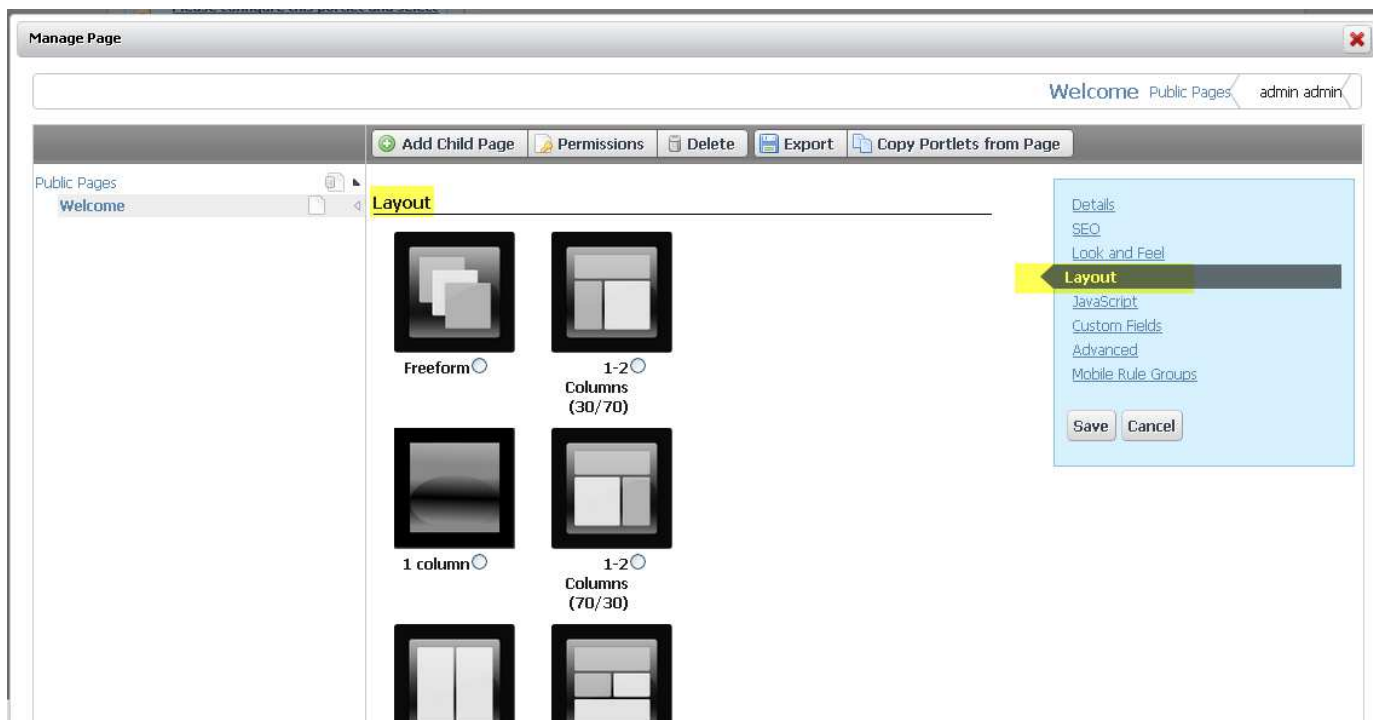 Manage Page
Welcome Public Pages admin admin
Add Child Page Permissions Delete Export Copy Portlets from Page
Public Pages
Welcome
Layout
Freeform
1-2
Columns
(30/70)
1 column
1-2
Columns
(70/30)
Details
SEO
Look and Feel
Layout
JavaScript
Custom Fields
Advanced
Mobile Rule Groups
Save Cancel